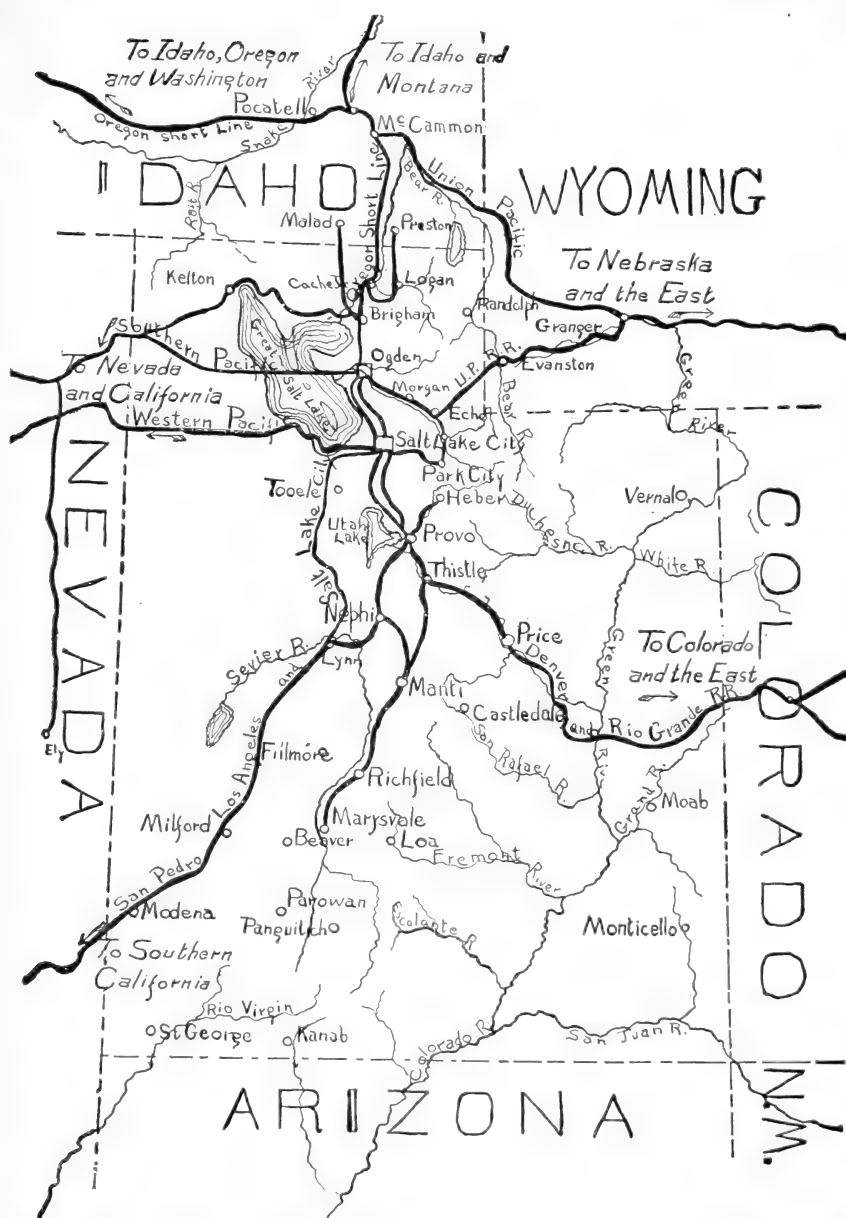 To Idaho, Oregon
and Washington
To Idaho and
Montana
River
Pocatello
Oregon Short Line
Snake
McCammon
IDAHO
WYOMING
Raft R.
Bear R.
Union
Pacific
Oregon Short Line
Malad
Preston
To Nebraska
and the East
Kelton
Cache Jc
Logan
Randolph
Brigham
Granger
Southern
Pacific
Great
Salt Lake
Ogden
U.P. R.R.
Evanston
Green
River
To Nevada
and California
Morgan
Echo
Bear R.
Western Pacific
Salt Lake City
Park City
Tooele
Heber
Vernal
NEVADA
COLORADO
Utah
Lake
Provo
Duchesne R.
White R.
Salt Lake City
Thistle
Nephi
Price
Denver
Green
To Colorado
and the East
Sevier R.
and
Lynn
Manti
Castledale
and
Rio Grande RR
River
Ely
Los Angeles
Fillmore
San Rafael R.
Richfield
Grand R.
Moab
Milford
Marysvale
Beaver
Loa
Fremont River
San Pedro
Modena
Parowan
Panguitch
Escalante R.
Monticello
To Southern
California
Rio Virgin
St George
Kanab
Colorado R.
San Juan R.
ARIZONA
N.M.